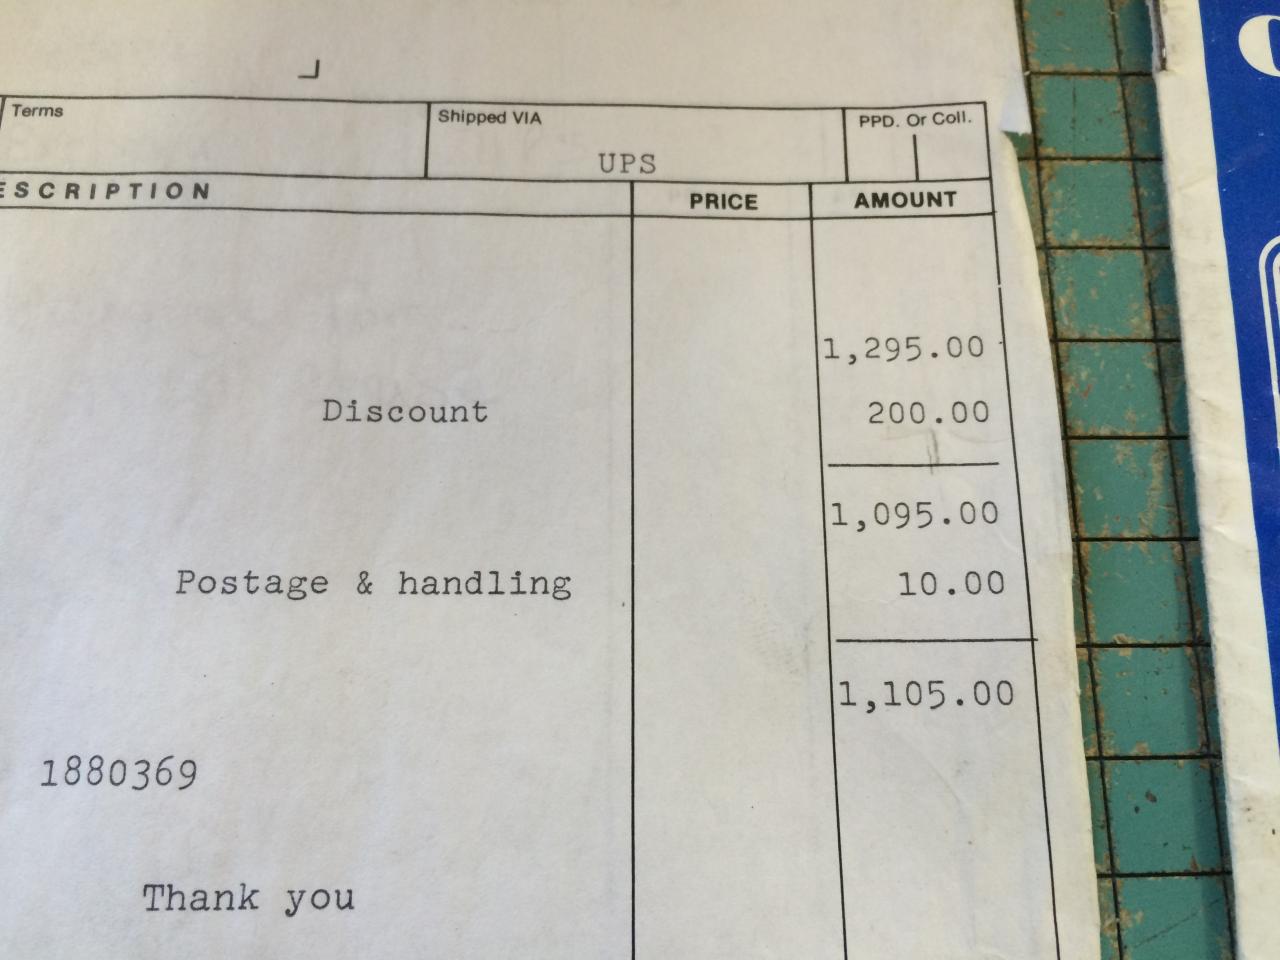 Terms Shipped VIA PPD. Or Coll.
UPS
ESCRIPTION PRICE AMOUNT
1,295.00
Discount 200.00
1,095.00
Postage & handling 10.00
1,105.00
1880369
Thank you